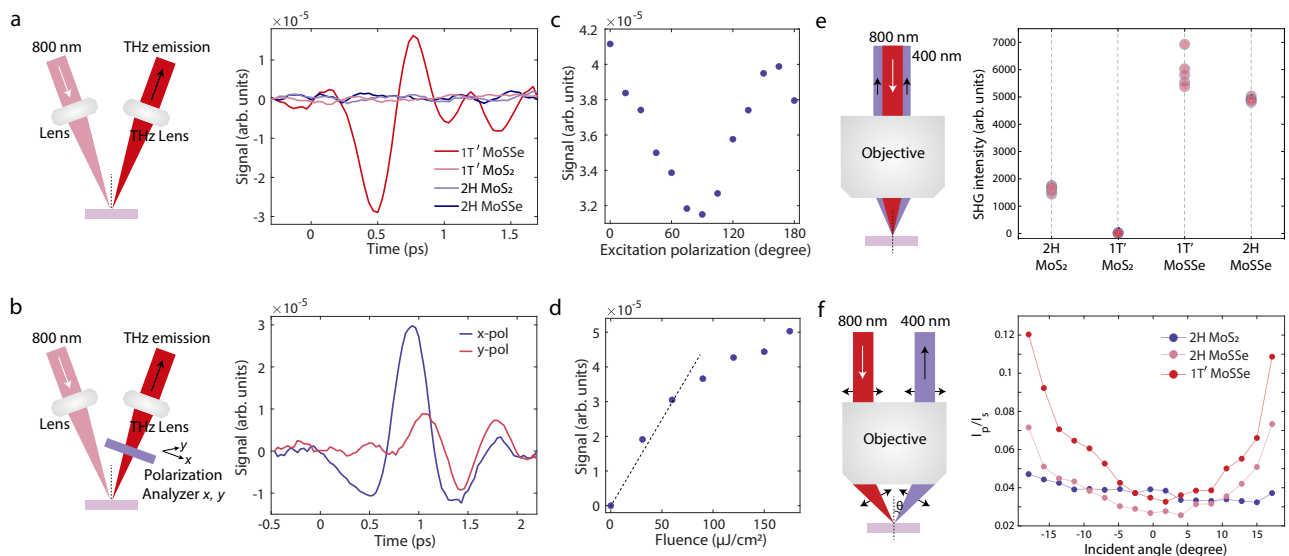 a
800 nm
THz emission
Lens
THz Lens
×10⁻⁵
Signal (arb. units)
1
0
-1
-2
-3
1T′ MoSSe
1T′ MoS₂
2H MoS₂
2H MoSSe
0
0.5
1
1.5
Time (ps)
b
800 nm
THz emission
Lens
THz Lens
y
x
Polarization
Analyzer x, y
×10⁻⁵
Signal (arb. units)
3
2
1
0
-1
x-pol
y-pol
-0.5
0
0.5
1
1.5
2
Time (ps)
c
×10⁻⁵
Signal (arb. units)
4.2
4
3.8
3.6
3.4
3.2
0
60
120
180
Excitation polarization (degree)
d
×10⁻⁵
Signal (arb. units)
5
4
3
2
1
0
0
50
100
150
Fluence (μJ/cm²)
e
800 nm
400 nm
Objective
SHG intensity (arb. units)
7000
6000
5000
4000
3000
2000
1000
0
2H
MoS₂
1T′
MoS₂
1T′
MoSSe
2H
MoSSe
f
800 nm
400 nm
Objective
θ
Iₚ/Iₛ
0.12
0.1
0.08
0.06
0.04
0.02
2H MoS₂
2H MoSSe
1T′ MoSSe
-15
-10
-5
0
5
10
15
Incident angle (degree)